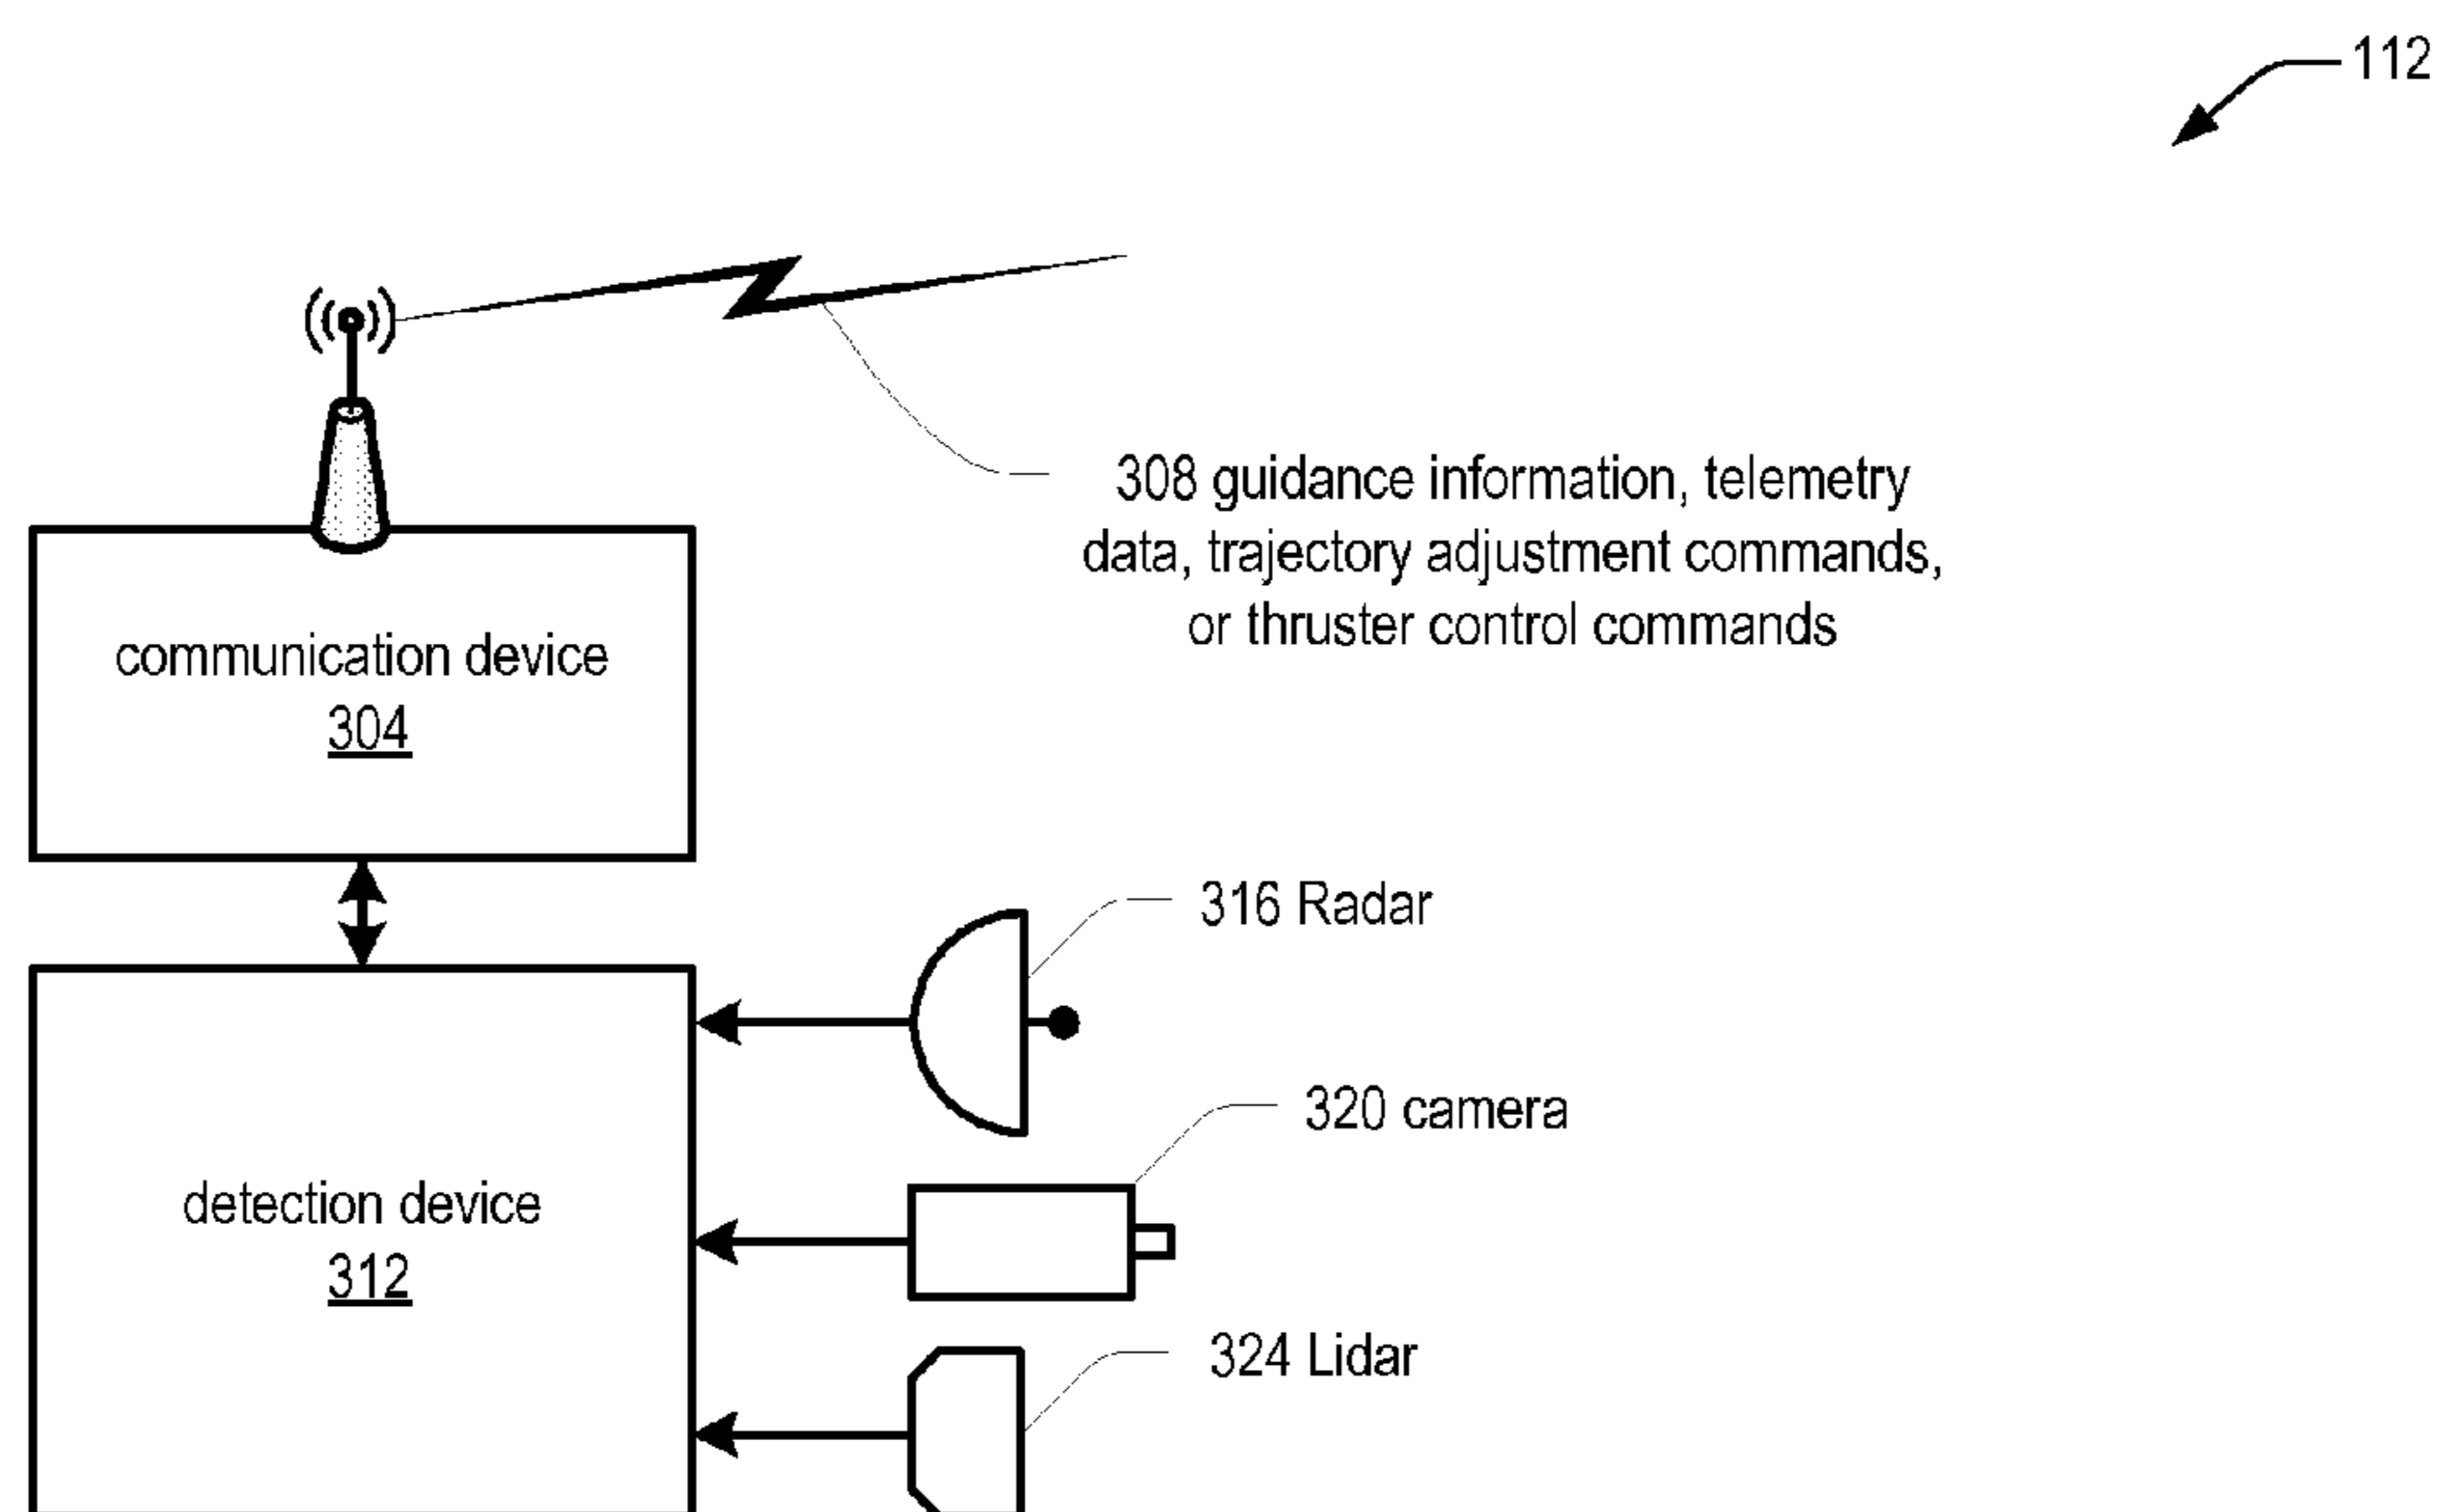 112
308 guidance information, telemetry
data, trajectory adjustment commands,
or thruster control commands
communication device
304
316 Radar
320 camera
detection device
312
324 Lidar